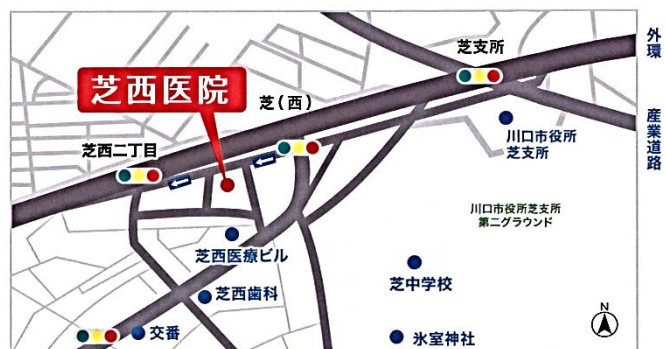 芝支所
外環
芝西医院
芝(西)
産業道路
川口市役所
芝支所
芝西二丁目
川口市役所芝支所
第二グラウンド
芝西医療ビル
芝中学校
芝西歯科
N
交番
氷室神社